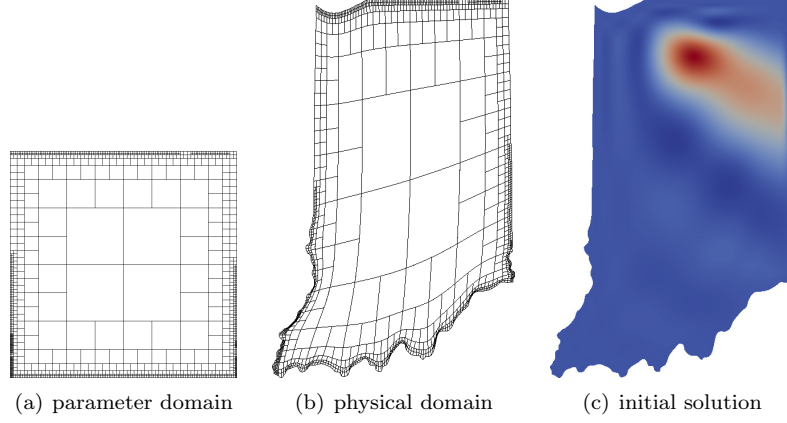 (a) parameter domain (b) physical domain (c) initial solution